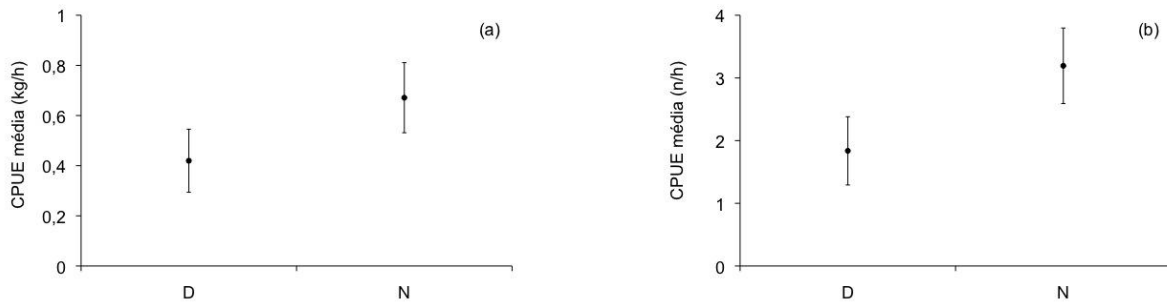 (a)
CPUE média (kg/h)
1
0,8
0,6
0,4
0,2
0
D N
(b)
CPUE média (n/h)
4
3
2
1
0
D N